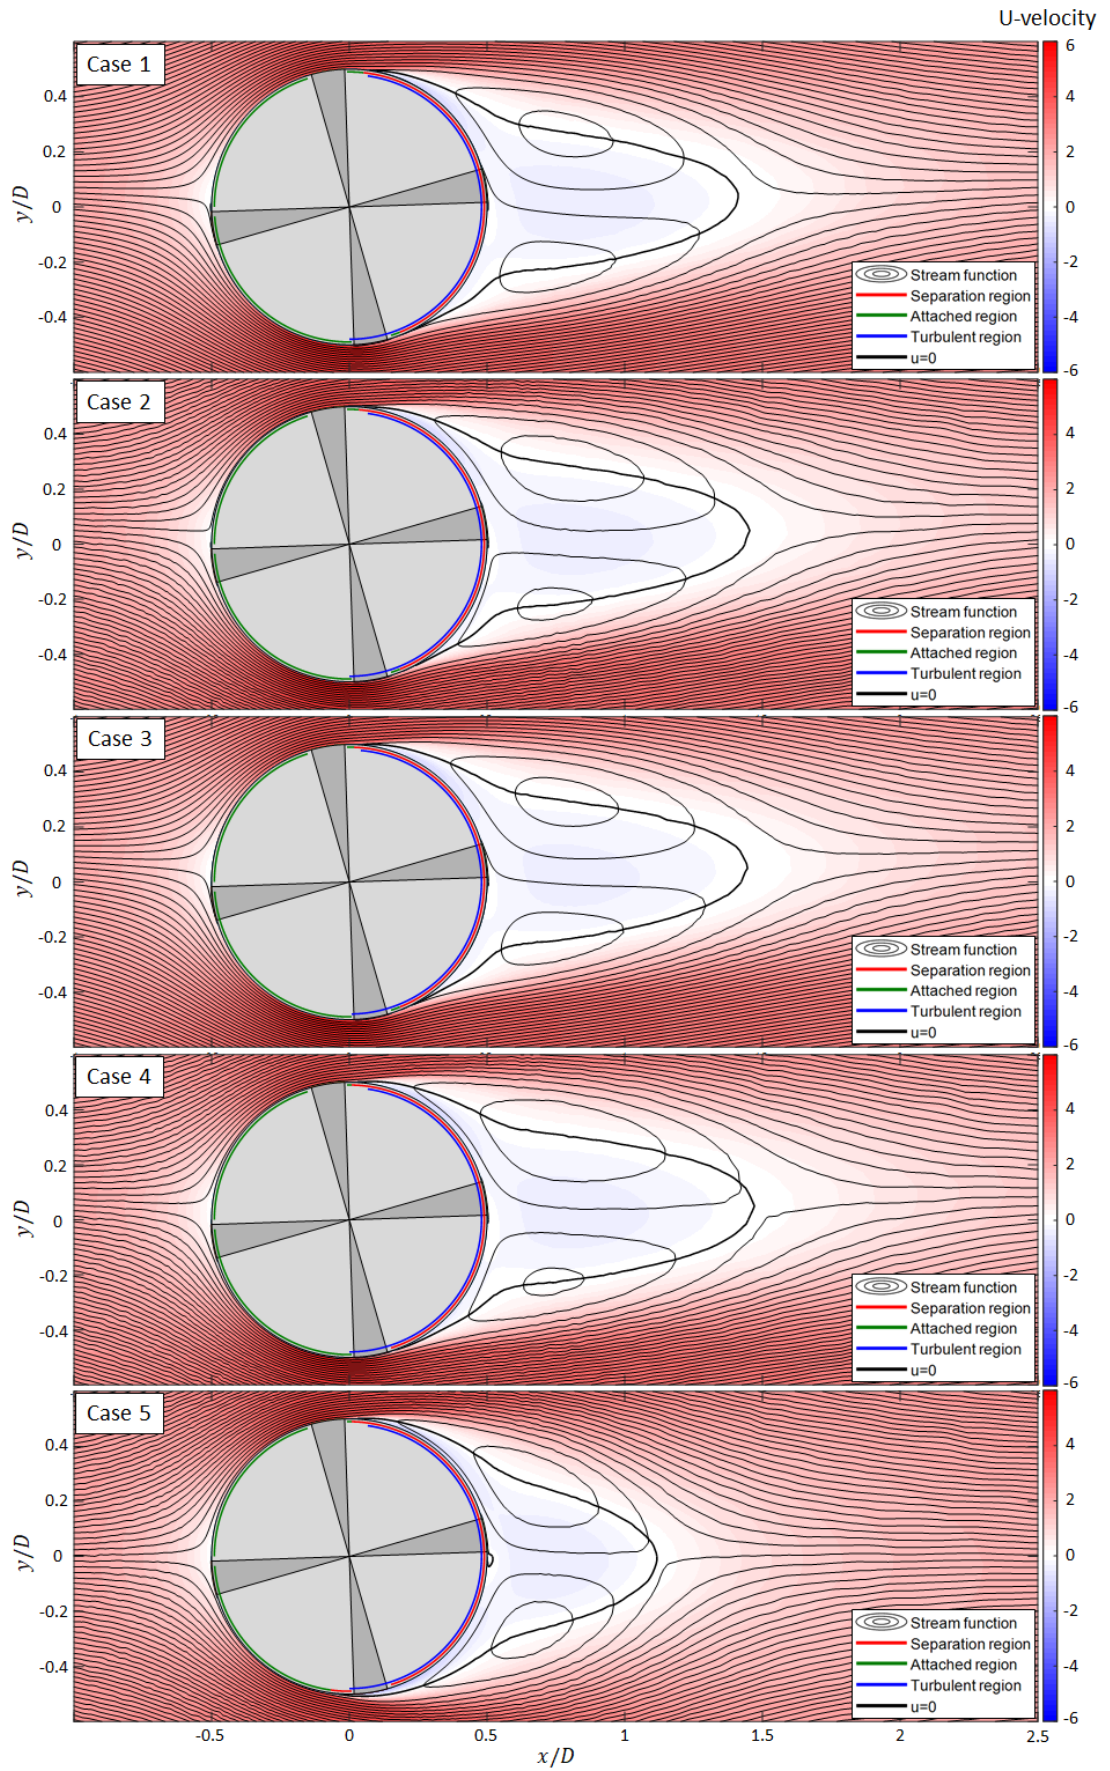 U-velocity
Case 1
6
0.4
4
0.2
2
y/D
0
0
-0.2
-2
-0.4
-4
-6
Stream function
Separation region
Attached region
Turbulent region
u=0
Case 2
0.4
4
0.2
2
y/D
0
0
-0.2
-2
-0.4
-4
-6
Stream function
Separation region
Attached region
Turbulent region
u=0
Case 3
0.4
4
0.2
2
y/D
0
0
-0.2
-2
-0.4
-4
-6
Stream function
Separation region
Attached region
Turbulent region
u=0
Case 4
0.4
4
0.2
2
y/D
0
0
-0.2
-2
-0.4
-4
-6
Stream function
Separation region
Attached region
Turbulent region
u=0
Case 5
0.4
4
0.2
2
y/D
0
0
-0.2
-2
-0.4
-4
-6
Stream function
Separation region
Attached region
Turbulent region
u=0
-0.5 0 0.5 1 1.5 2 2.5
x/D